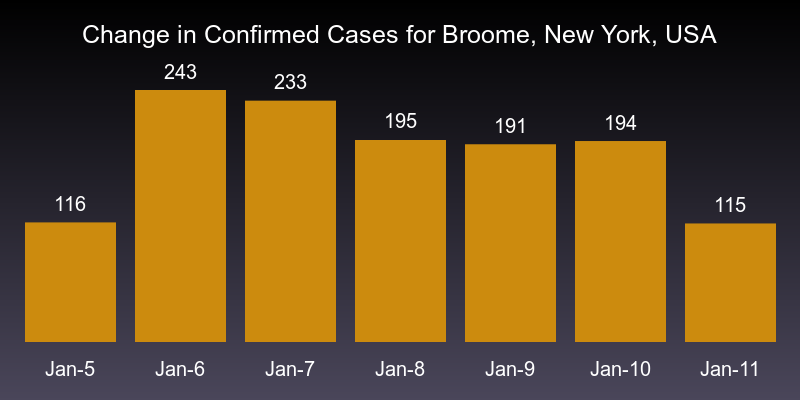 Change in Confirmed Cases for Broome, New York, USA
116 243 233 195 191 194 115
Jan-5 Jan-6 Jan-7 Jan-8 Jan-9 Jan-10 Jan-11